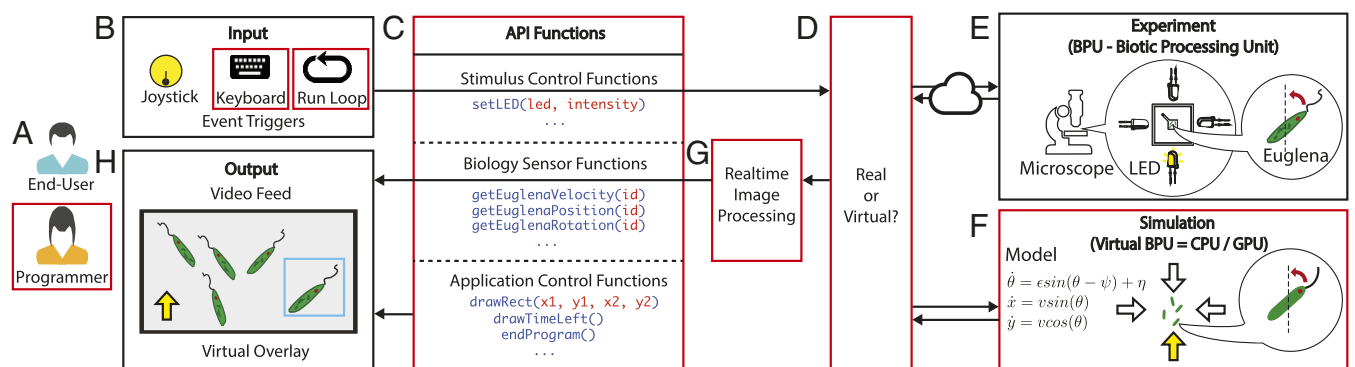 A
End-User
Programmer
B
Input
Joystick
Keyboard
Run Loop
Event Triggers
H
Output
Video Feed
Virtual Overlay
C
API Functions
Stimulus Control Functions
setLED(led, intensity)
...
Biology Sensor Functions
getEuglenaVelocity(id)
getEuglenaPosition(id)
getEuglenaRotation(id)
...
Application Control Functions
drawRect(x1, y1, x2, y2)
drawTimeLeft()
endProgram()
...
G
Realtime
Image
Processing
D
Real
or
Virtual?
E
Experiment
(BPU - Biotic Processing Unit)
Microscope
LED
Euglena
F
Simulation
(Virtual BPU = CPU / GPU)
Model
θ̇ = ϵsin(θ − ψ) + η
ẋ = vsin(θ)
ẏ = vcos(θ)